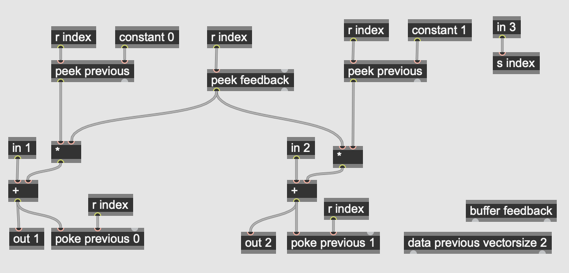 r index
constant 0
r index
r index
constant 1
in 3
peek previous
peek feedback
peek previous
s index
in 1
*
in 2
*
+
+
r index
r index
buffer feedback
out 1
poke previous 0
out 2
poke previous 1
data previous vectorsize 2